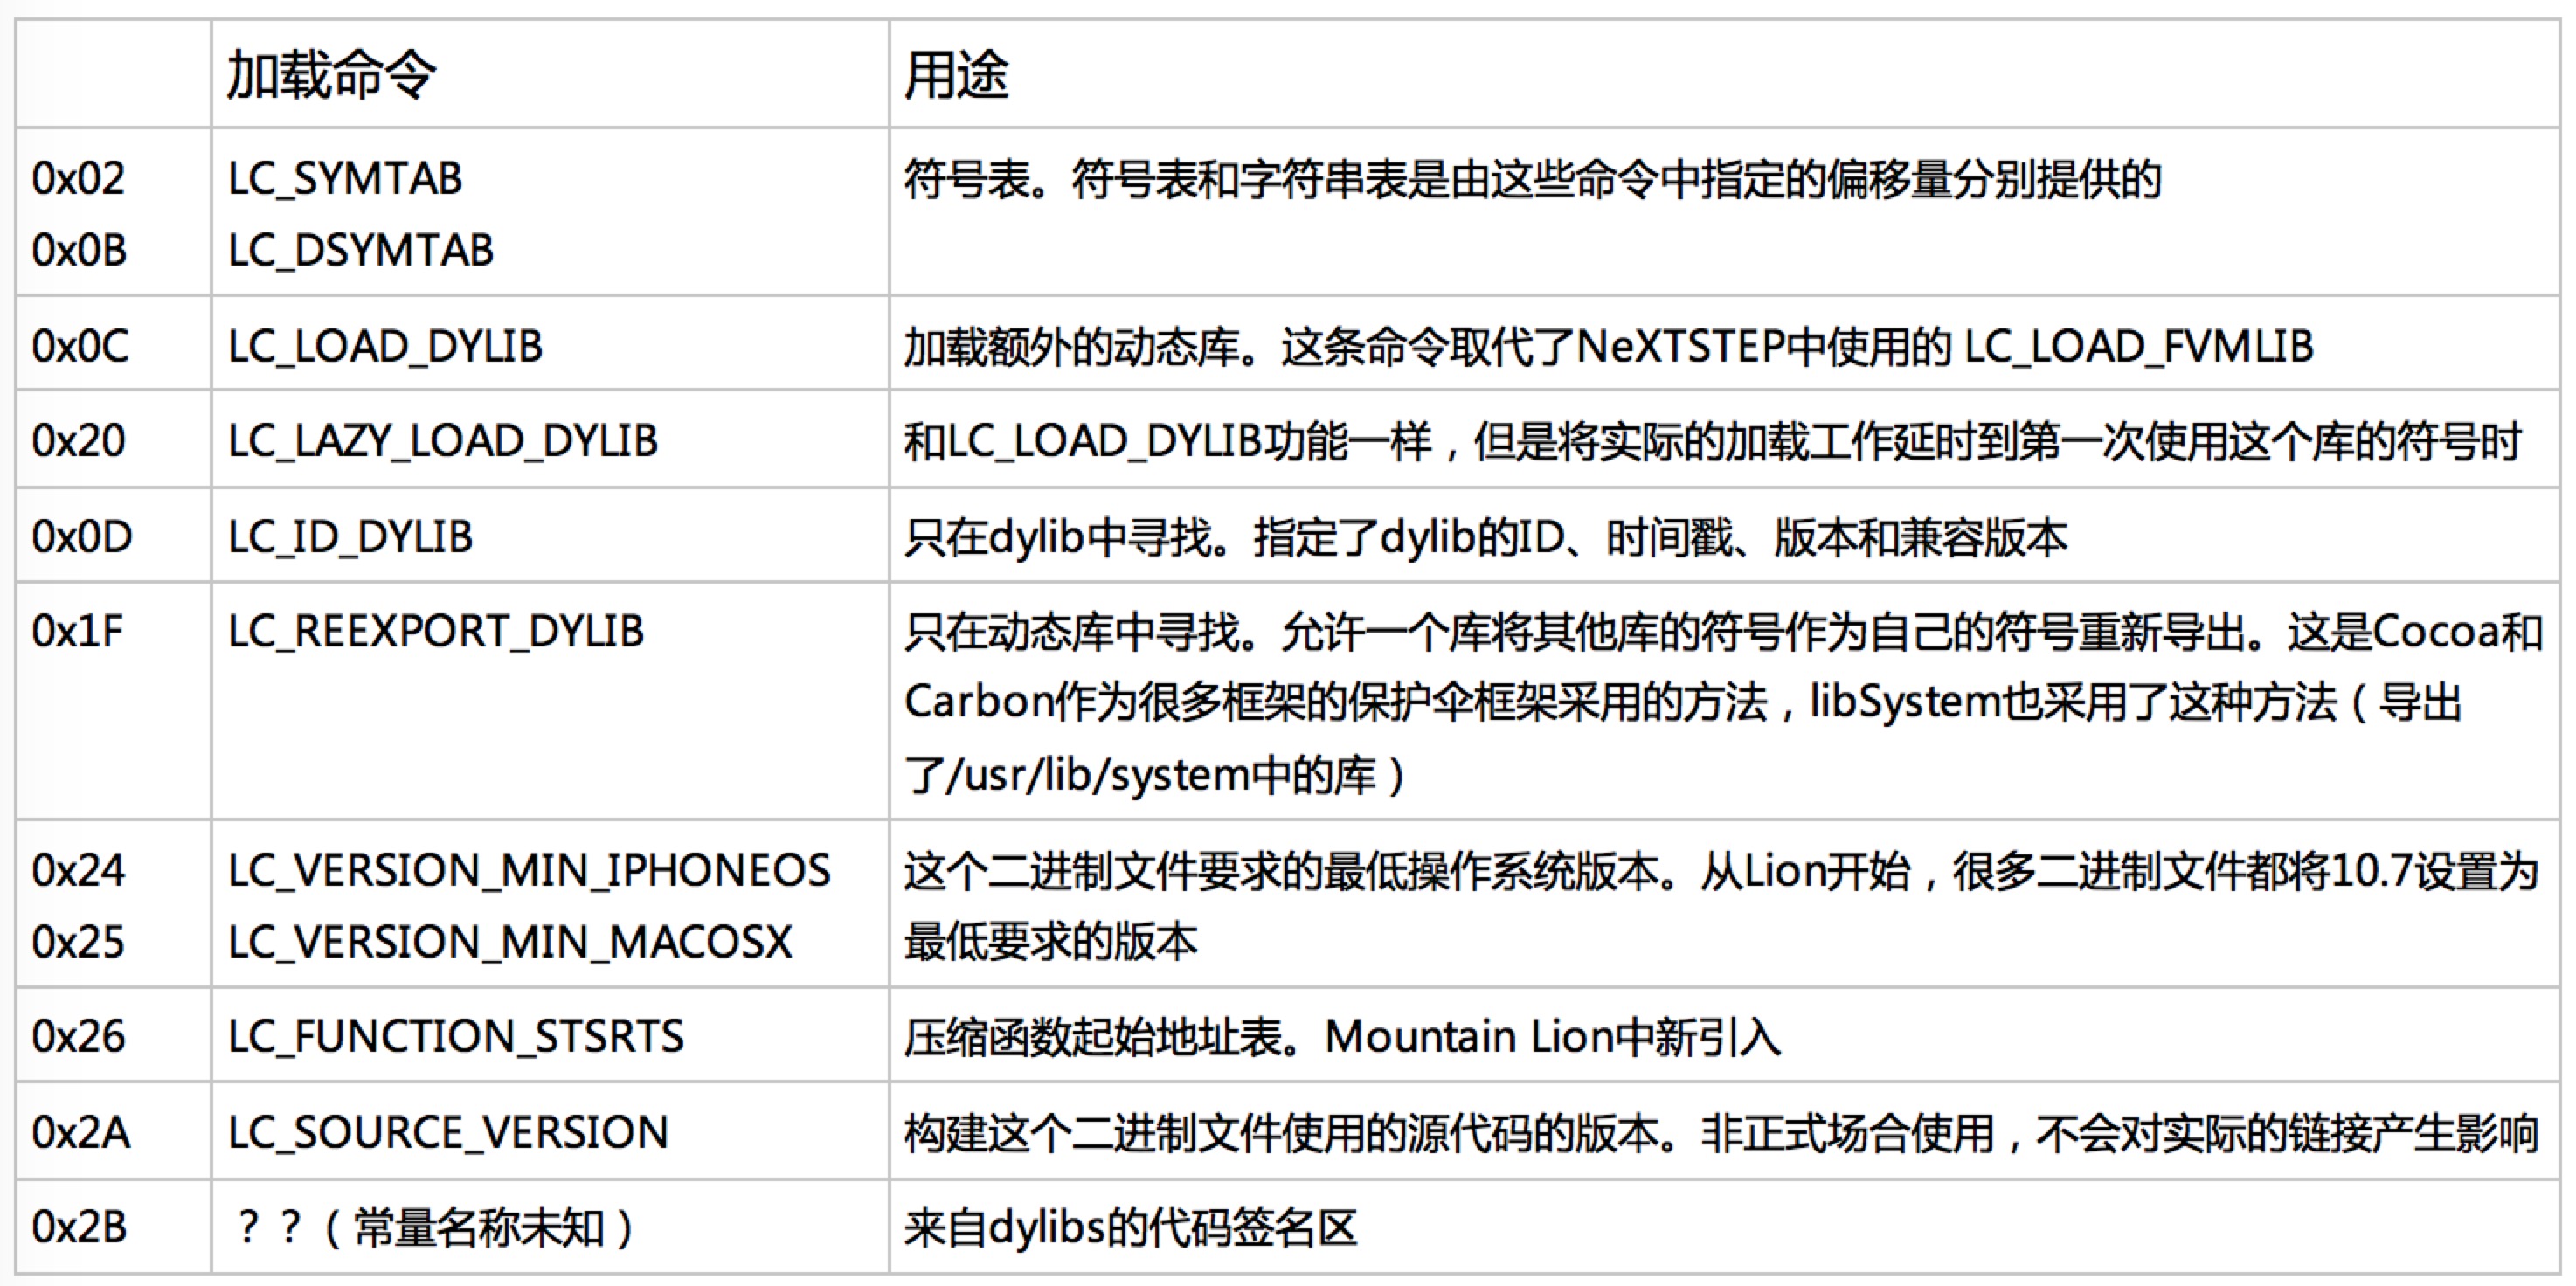 加载命令 用途
0x02 LC_SYMTAB 符号表。符号表和字符串表是由这些命令中指定的偏移量分别提供的
0x0B LC_DSYMTAB
0x0C LC_LOAD_DYLIB 加载额外的动态库。这条命令取代了NeXTSTEP中使用的 LC_LOAD_FVMLIB
0x20 LC_LAZY_LOAD_DYLIB 和LC_LOAD_DYLIB功能一样，但是将实际的加载工作延时到第一次使用这个库的符号时
0x0D LC_ID_DYLIB 只在dylib中寻找。指定了dylib的ID、时间戳、版本和兼容版本
0x1F LC_REEXPORT_DYLIB 只在动态库中寻找。允许一个库将其他库的符号作为自己的符号重新导出。这是Cocoa和
Carbon作为很多框架的保护伞框架采用的方法，libSystem也采用了这种方法（导出
了/usr/lib/system中的库）
0x24 LC_VERSION_MIN_IPHONEOS 这个二进制文件要求的最低操作系统版本。从Lion开始，很多二进制文件都将10.7设置为
0x25 LC_VERSION_MIN_MACOSX 最低要求的版本
0x26 LC_FUNCTION_STSRTS 压缩函数起始地址表。Mountain Lion中新引入
0x2A LC_SOURCE_VERSION 构建这个二进制文件使用的源代码的版本。非正式场合使用，不会对实际的链接产生影响
0x2B ？？（常量名称未知） 来自dylibs的代码签名区